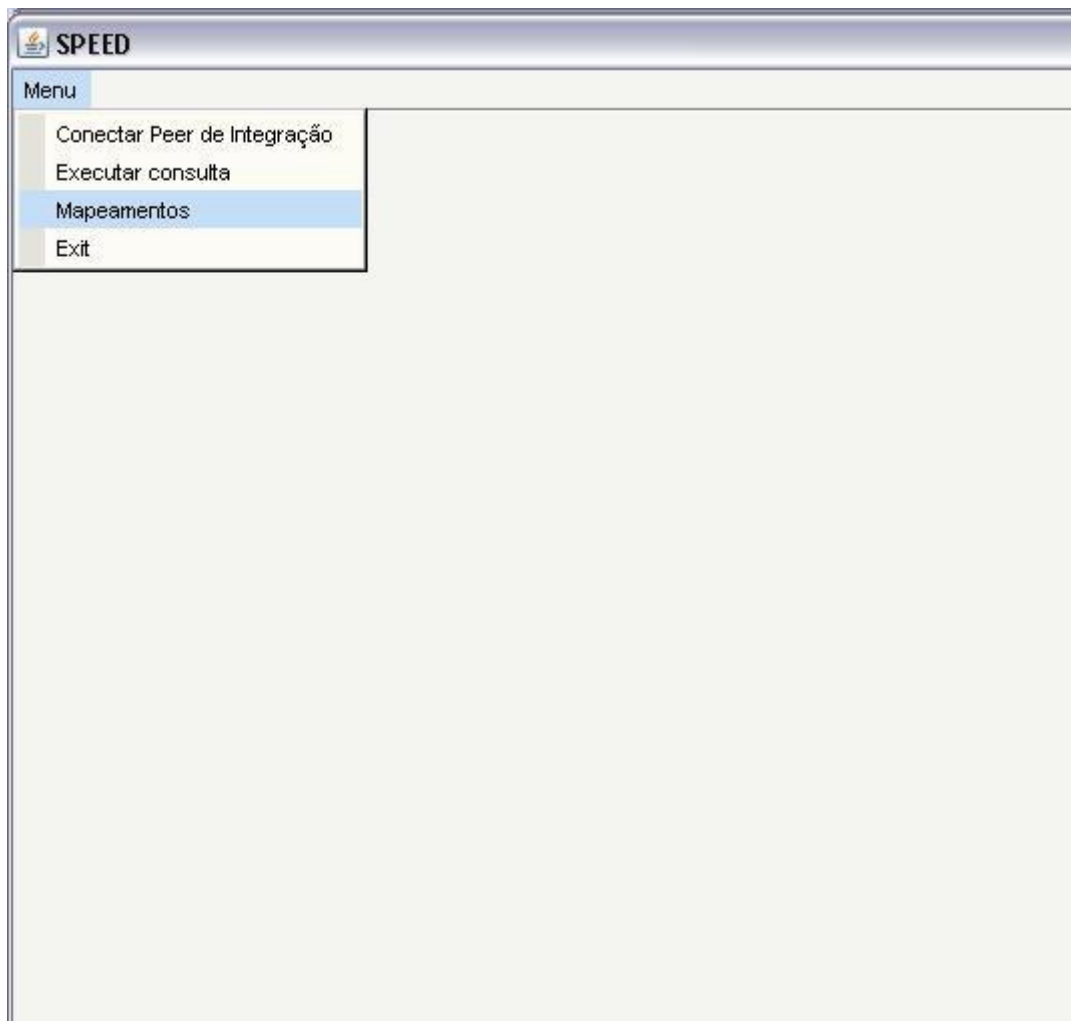 SPEED
Menu
Conectar Peer de Integração
Executar consulta
Mapeamentos
Exit